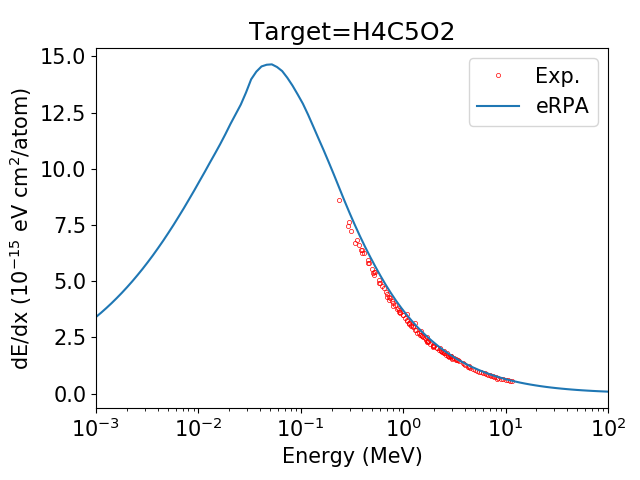 Target=H4C5O2
Exp.
eRPA
15.0
12.5
10.0
7.5
5.0
2.5
0.0
dE/dx (10⁻¹⁵ eV cm²/atom)
10⁻³ 10⁻² 10⁻¹ 10⁰ 10¹ 10²
Energy (MeV)